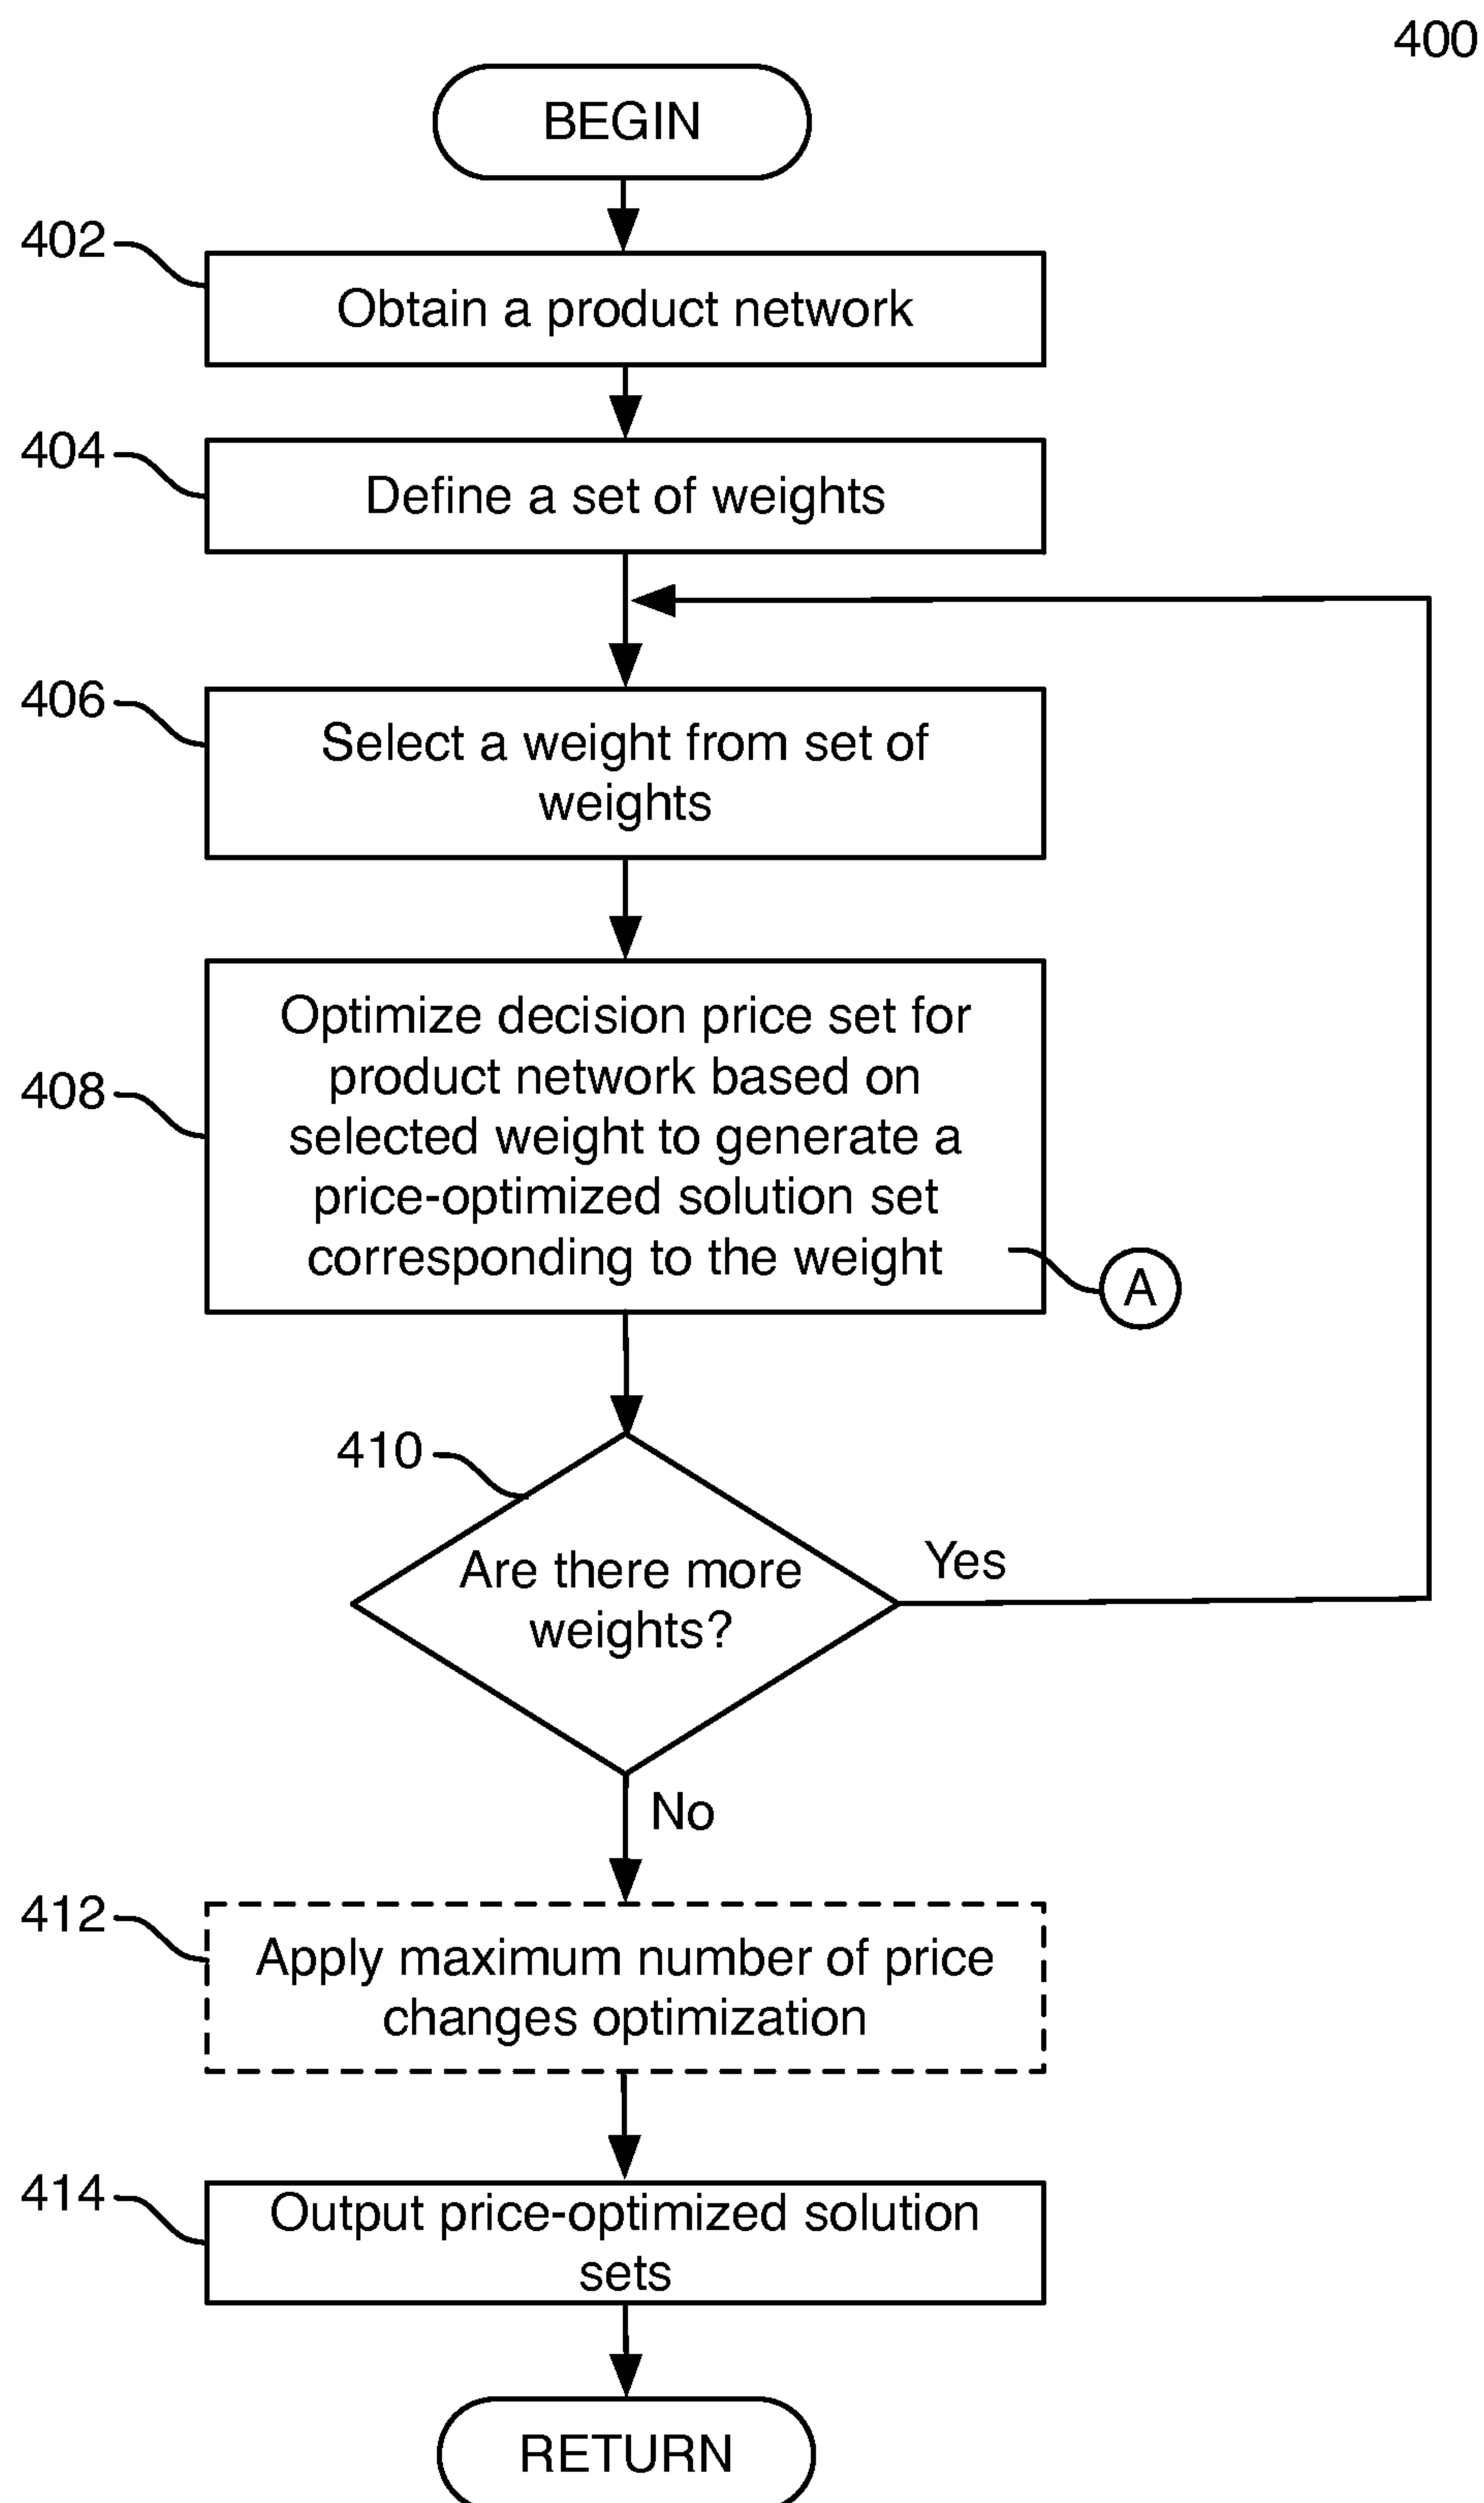 400
BEGIN
402
Obtain a product network
404
Define a set of weights
406
Select a weight from set of
weights
408
Optimize decision price set for
product network based on
selected weight to generate a
price-optimized solution set
corresponding to the weight
A
410
Are there more
weights?
Yes
No
412
Apply maximum number of price
changes optimization
414
Output price-optimized solution
sets
RETURN